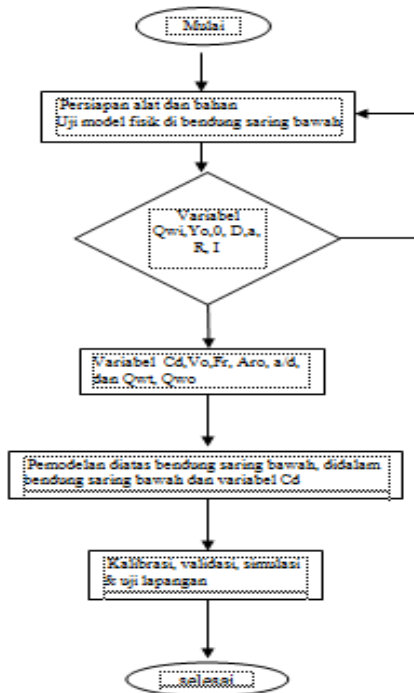 Mulai
Persiapan alat dan bahan
Uji model fisik di bendung saring bawah
Variabel
Qwi,Yo,0, D,a,
R, I
Variabel Cd,Vo,Fr, Aro, a/d,
dan Qwt, Qwo
Pemodelan diatas bendung saring bawah, didalam
bendung saring bawah dan variabel Cd
Kalibrasi, validasi, simulasi
& uji lapangan
selesai